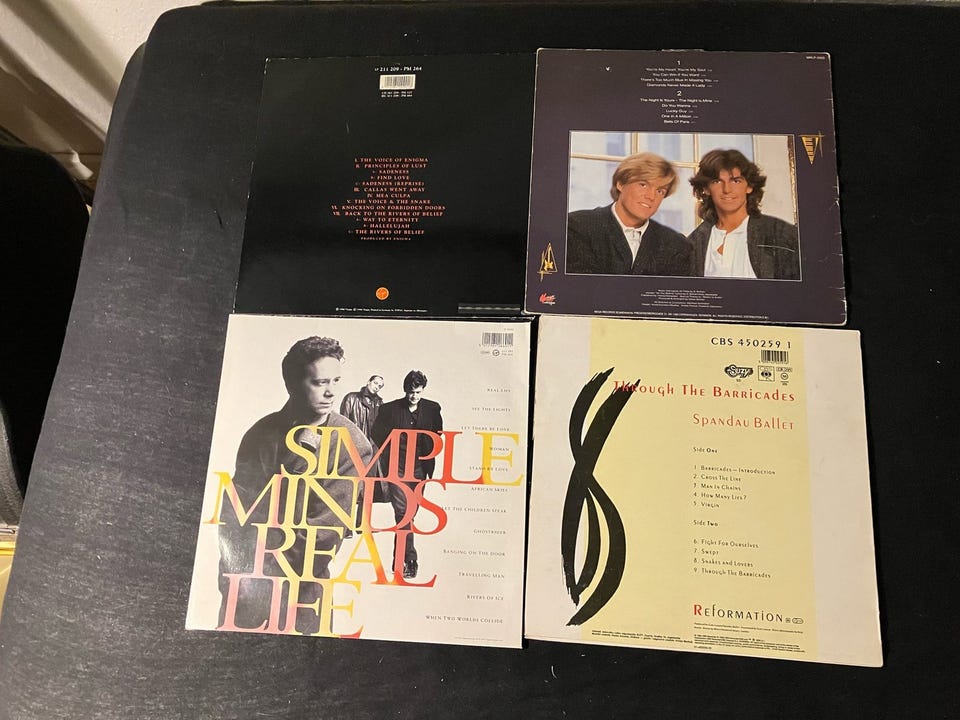 LP 211 209 - PM 264
I. THE VOICE OF ENIGMA
II. PRINCIPLES OF LUST
SADENESS
FIND LOVE
SADENESS (REPRISE)
III. CALLAS WENT AWAY
IV. MEA CULPA
V. THE VOICE & THE SNAKE
VI. KNOCKING ON FORBIDDEN DOORS
VII. BACK TO THE RIVERS OF BELIEF
WAY TO ETERNITY
HALLELUJAH
THE RIVERS OF BELIEF
PRODUCED BY ENIGMA
1
You're My Heart, You're My Soul
You Can Win If You Want
There's Too Much Blue In Missing You
Diamonds Never Made A Lady
2
The Night Is Yours - The Night Is Mine
Do You Wanna
Lucky Guy
One In A Million
Bells Of Paris
REAL LIFE
SEE THE LIGHTS
LET THERE BE LOVE
WOMAN
STAND BY LOVE
AFRICAN SKIES
LET THE CHILDREN SPEAK
GHOSTRIDER
BANGING ON THE DOOR
TRAVELLING MAN
RIVERS OF ICE
WHEN TWO WORLDS COLLIDE
SIMPLE
MINDS
REAL
LIFE
CBS 450259 1
SUZY
THROUGH THE BARRICADES
SPANDAU BALLET
SIDE ONE
1 BARRICADES – INTRODUCTION
2. CROSS THE LINE
3. MAN IN CHAINS
4. HOW MANY LIES?
5. VIRGIN
SIDE TWO
6. FIGHT FOR OURSELVES
7. SWEPT
8. SNAKES AND LOVERS
9. THROUGH THE BARRICADES
REFORMATION